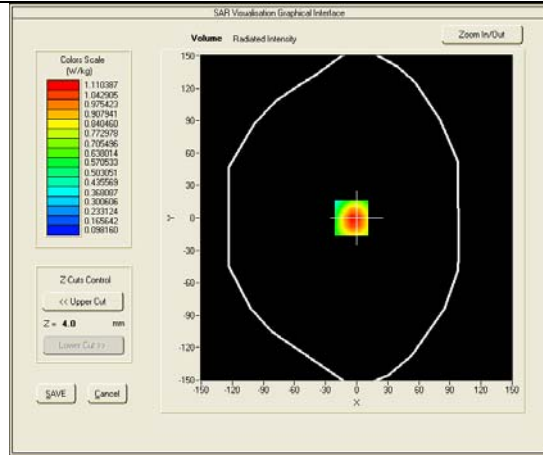 SAR Visualisation Graphical Interface
Volume Radiated Intensity
Zoom In/Out
Colors Scale
(W/kg)
1.110387
1.042905
0.975423
0.907941
0.840460
0.772978
0.705496
0.638014
0.570533
0.503051
0.435569
0.368087
0.300606
0.233124
0.165642
0.098160
Z-Cuts Control
<< Upper Cut
Z = 4.0 mm
Lower Cut >>
SAVE
Cancel
150
120
90
60
30
0
-30
-60
-90
-120
-150
Y
-150 -120 -90 -60 -30 0 30 60 90 120 150
X